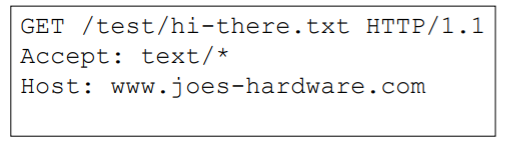 GET /test/hi-there.txt HTTP/1.1
Accept: text/*
Host: www.joes-hardware.com